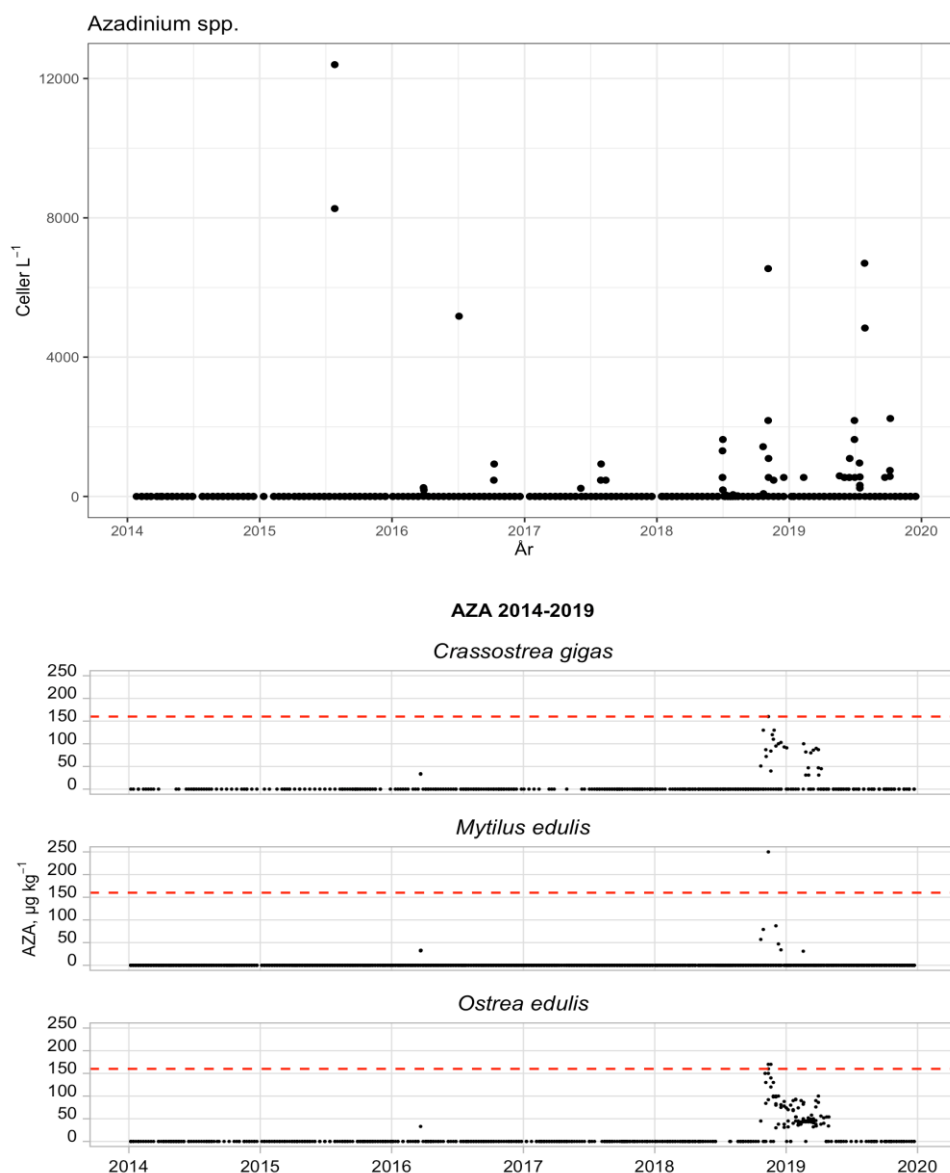 Azadinium spp.
12000
8000
4000
0
Celler L⁻¹
2014 2015 2016 2017 2018 2019 2020
År
AZA 2014-2019
Crassostrea gigas
250
200
150
100
50
0
Mytilus edulis
250
200
150
100
50
0
AZA, µg kg⁻¹
Ostrea edulis
250
200
150
100
50
0
2014 2015 2016 2017 2018 2019 2020